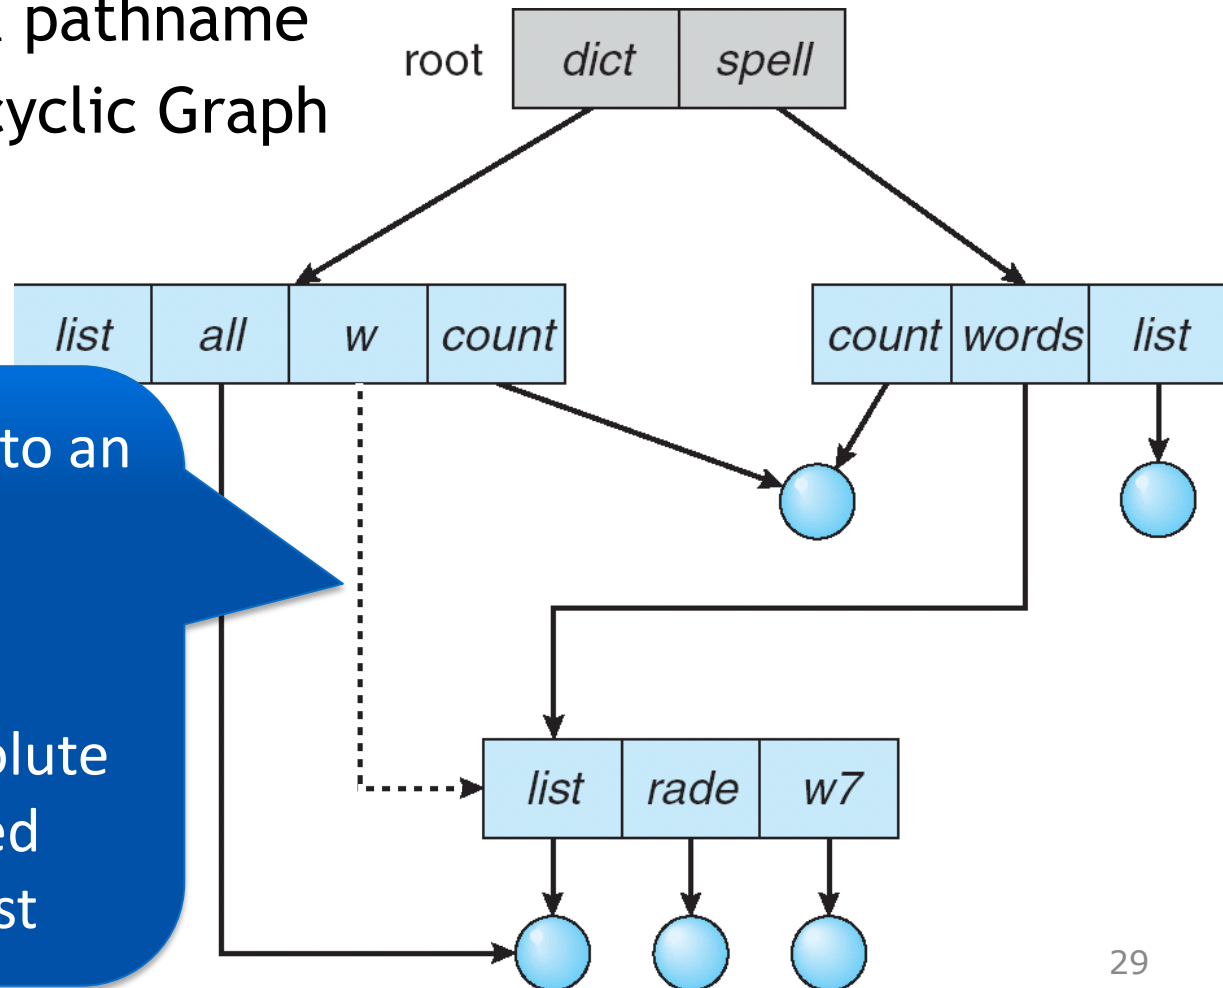 pathname
cyclic Graph
root dict spell
list all w count
count words list
to an
olute
ed
st
list rade w7
29